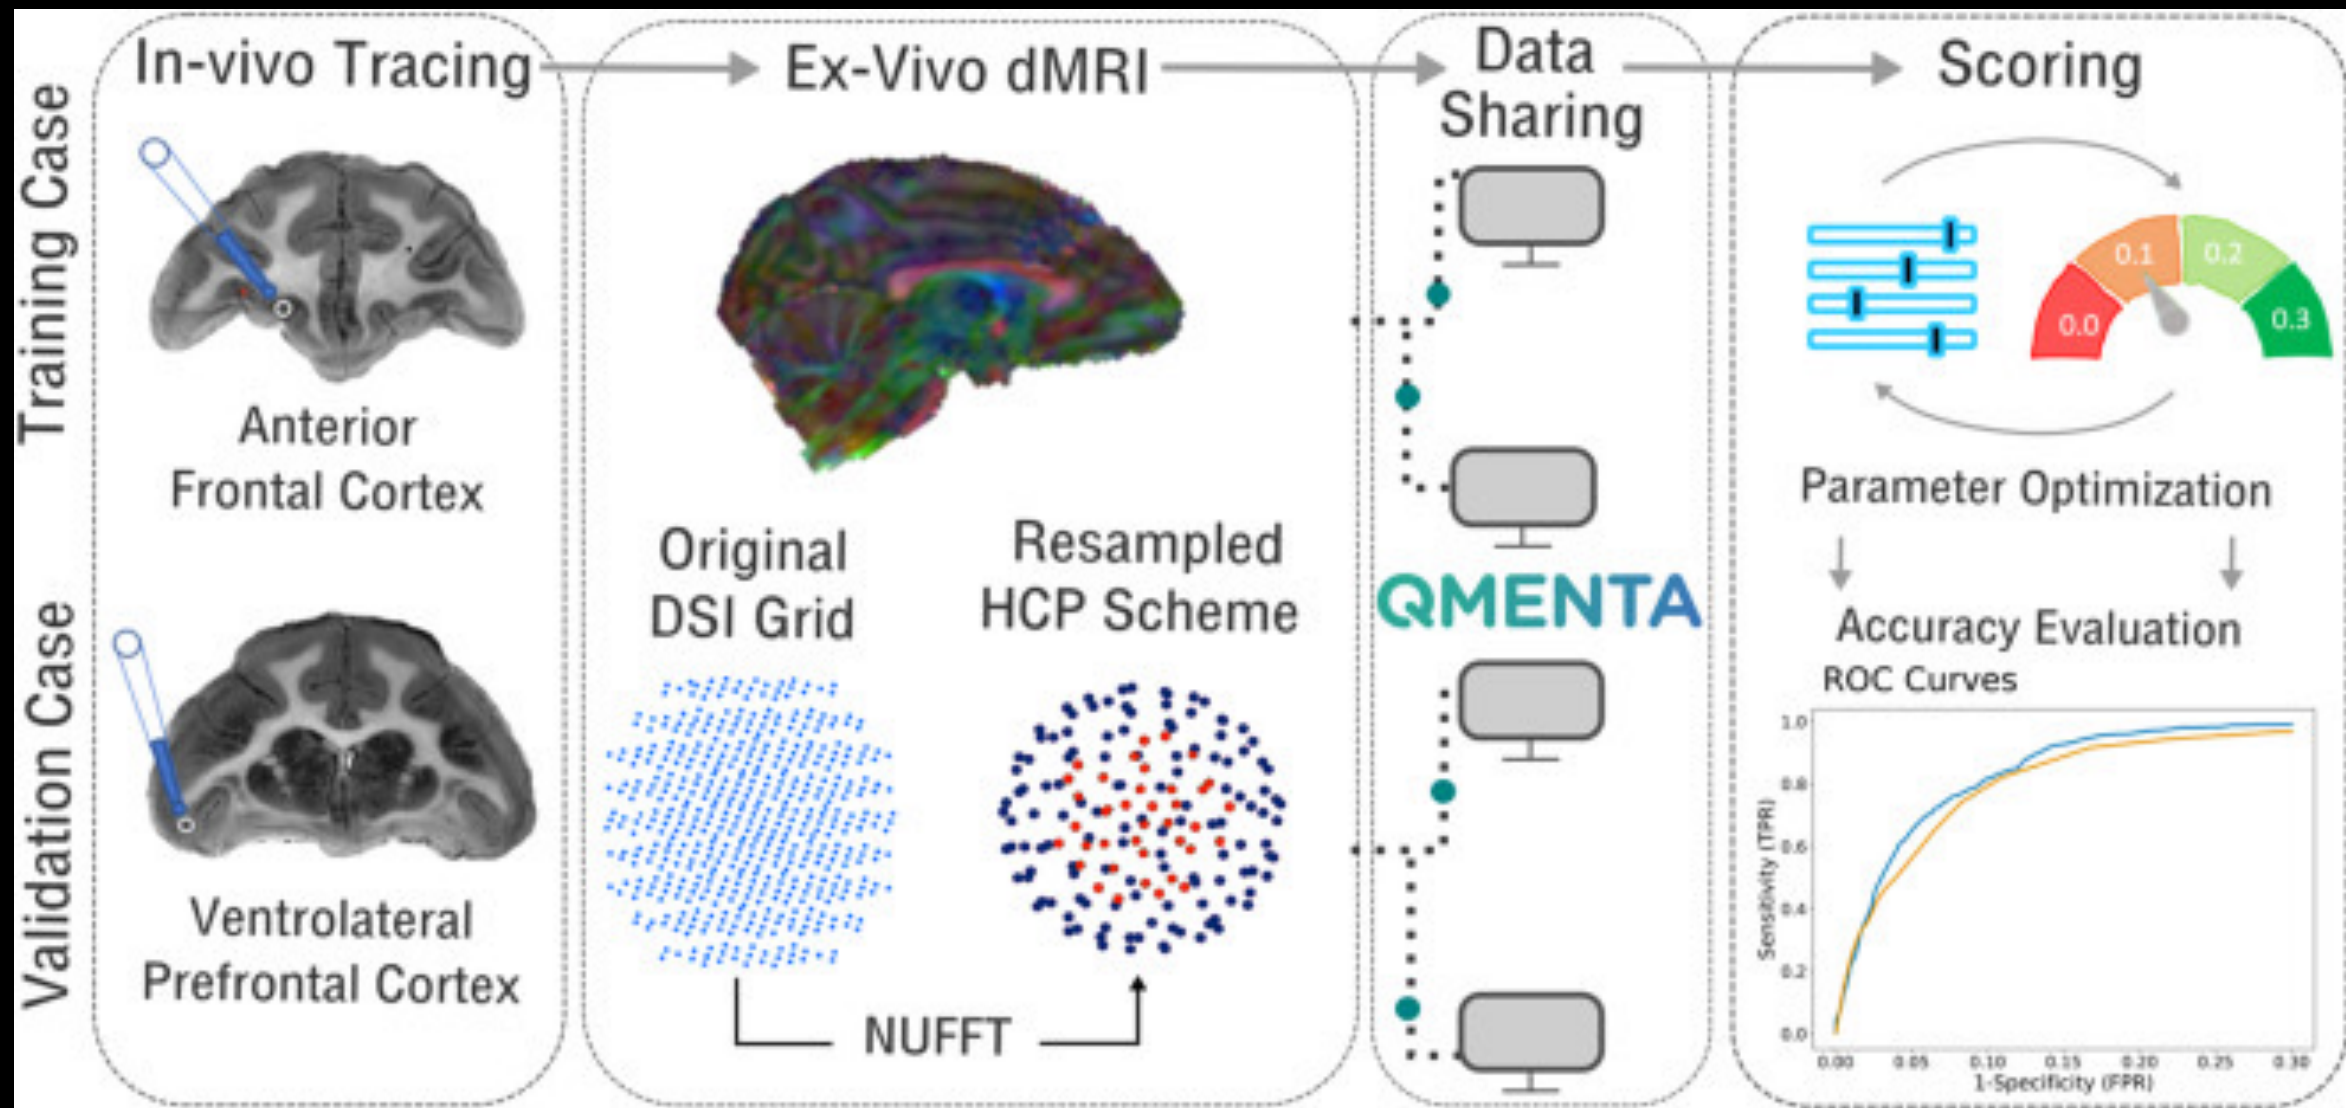 Training Case
Validation Case
In-vivo Tracing
Anterior
Frontal Cortex
Ventrolateral
Prefrontal Cortex
Ex-Vivo dMRI
Original
DSI Grid
Resampled
HCP Scheme
NUFFT
Data
Sharing
QMENTA
Scoring
0.0
0.1
0.2
0.3
Parameter Optimization
Accuracy Evaluation
ROC Curves
Sensitivity (TPR)
1.0
0.8
0.6
0.4
0.2
0.0
0.00 0.05 0.10 0.15 0.20 0.25 0.30
1-Specificity (FPR)